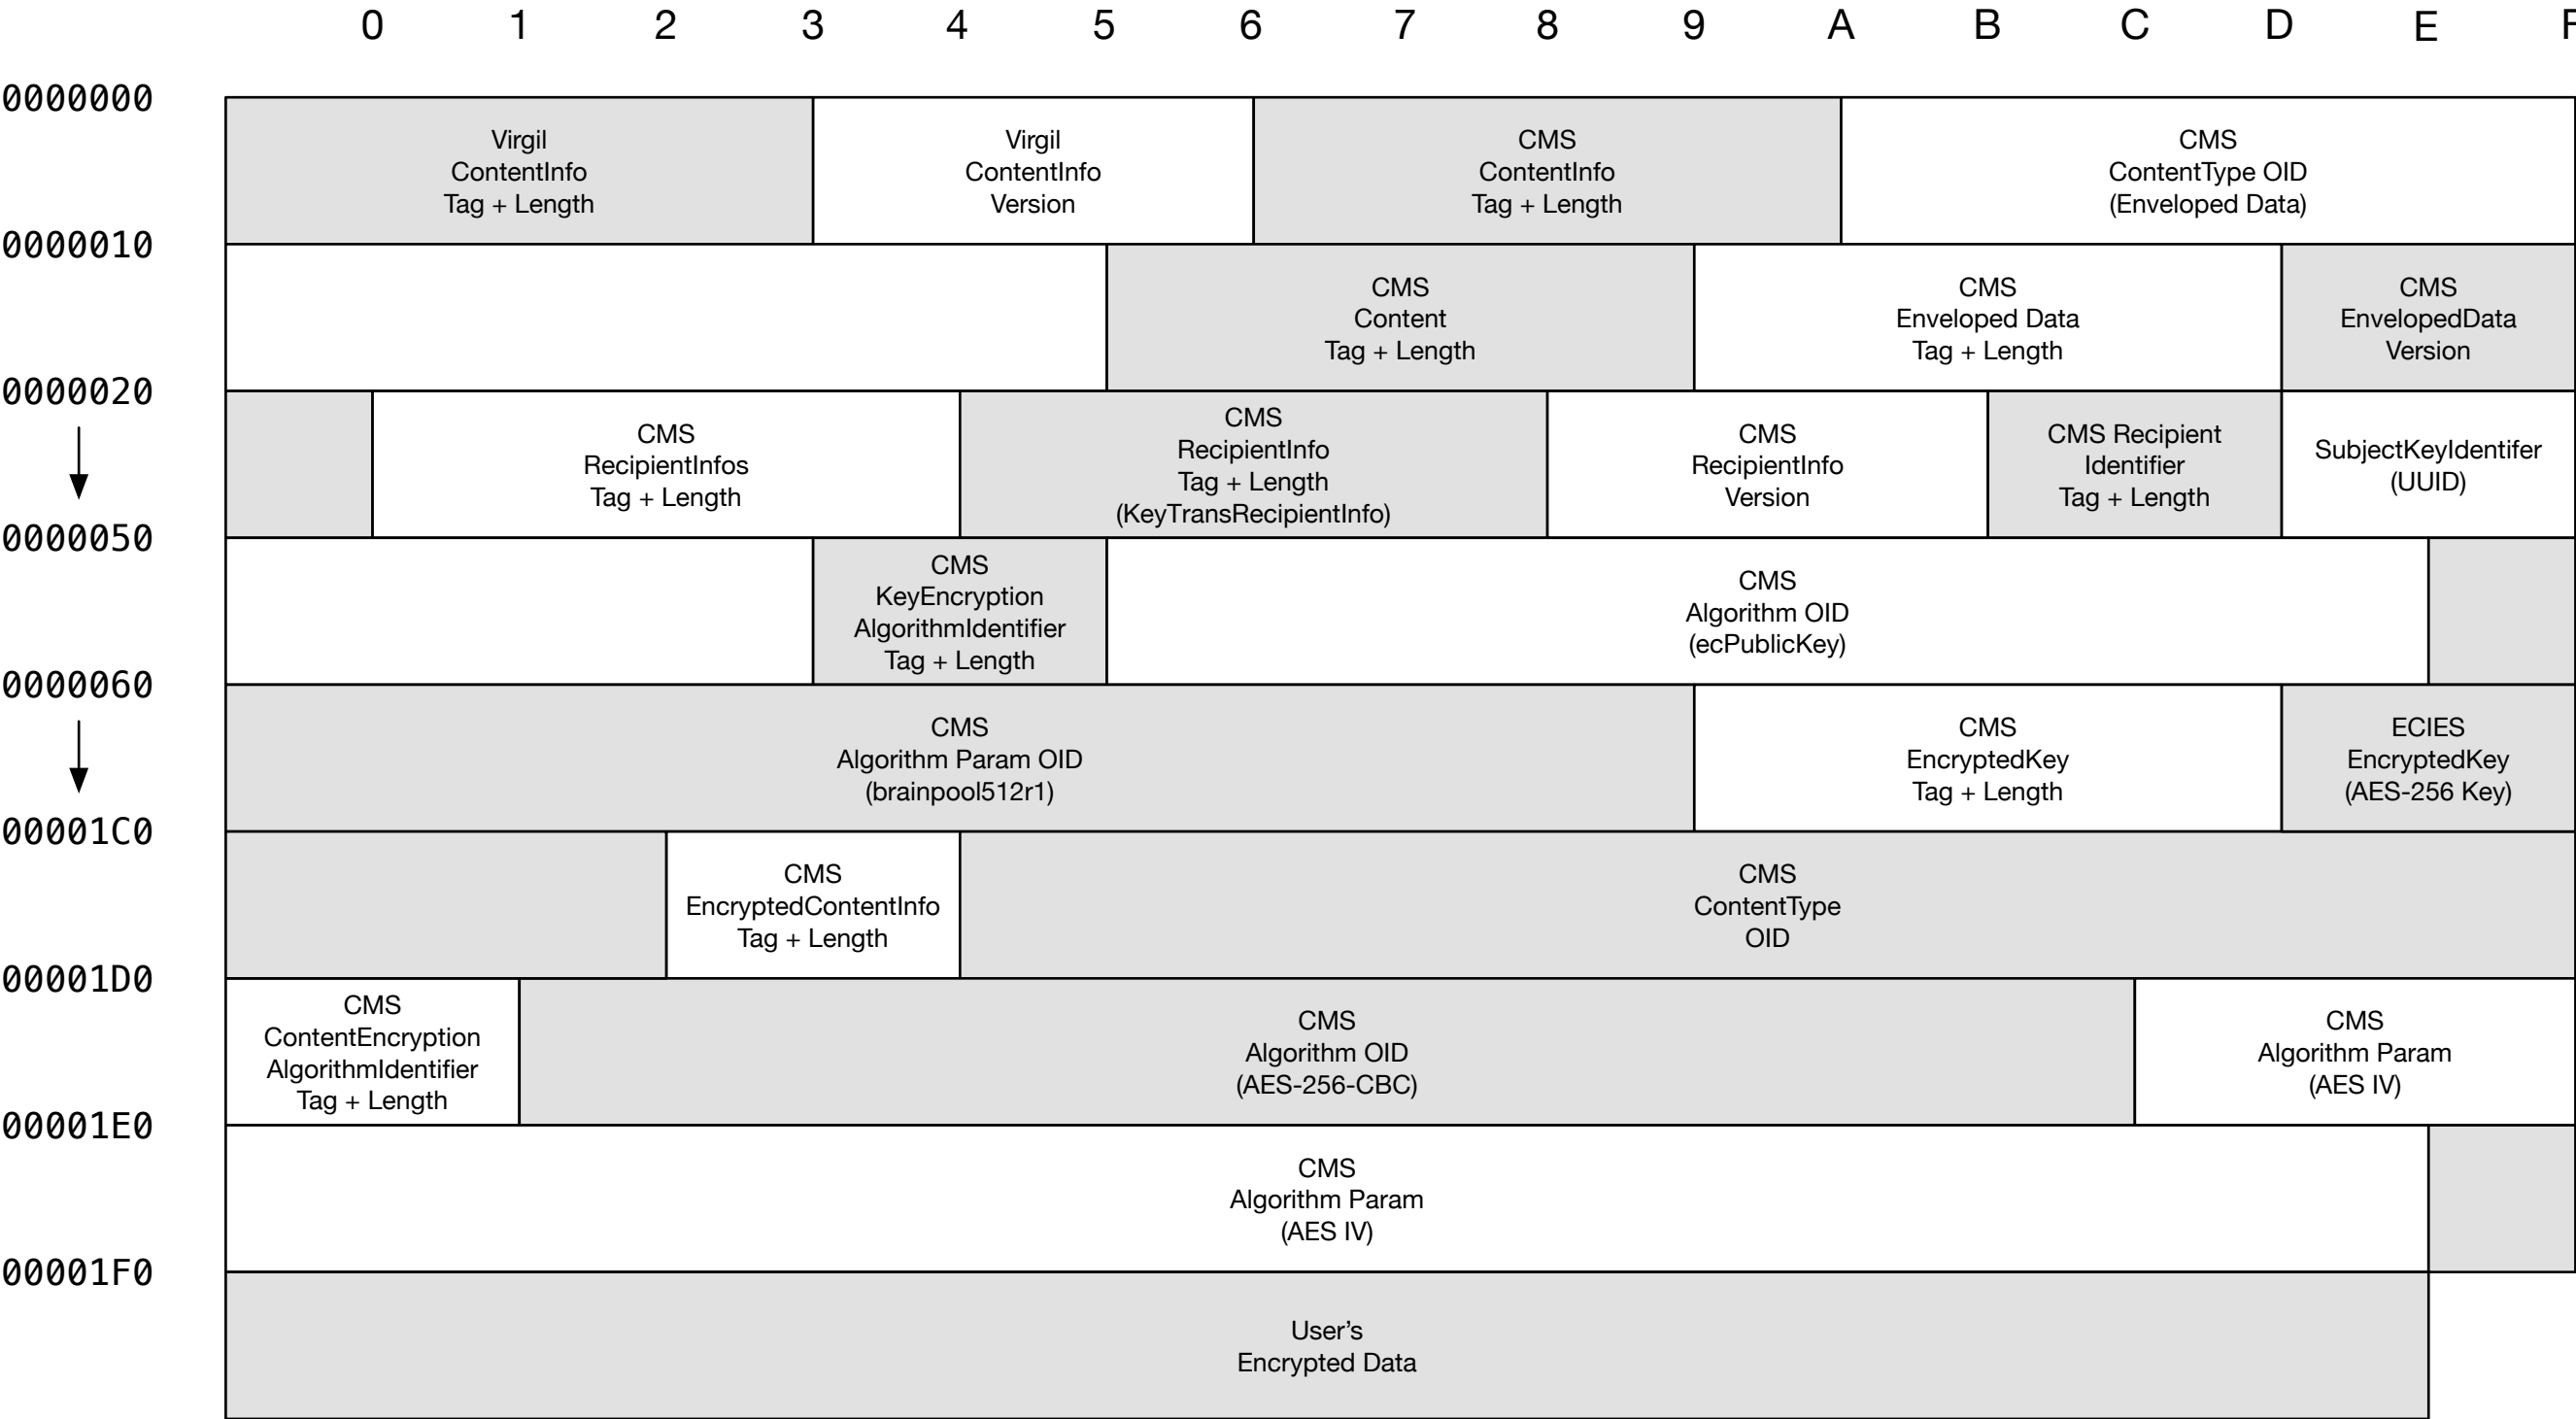 0 1 2 3 4 5 6 7 8 9 A B C D E F
0000000
Virgil
ContentInfo
Tag + Length
Virgil
ContentInfo
Version
CMS
ContentInfo
Tag + Length
CMS
ContentType OID
(Enveloped Data)
0000010
CMS
Content
Tag + Length
CMS
Enveloped Data
Tag + Length
CMS
EnvelopedData
Version
0000020
CMS
RecipientInfos
Tag + Length
CMS
RecipientInfo
Tag + Length
(KeyTransRecipientInfo)
CMS
RecipientInfo
Version
CMS Recipient
Identifier
Tag + Length
SubjectKeyIdentifer
(UUID)
0000050
CMS
KeyEncryption
AlgorithmIdentifier
Tag + Length
CMS
Algorithm OID
(ecPublicKey)
0000060
CMS
Algorithm Param OID
(brainpool512r1)
CMS
EncryptedKey
Tag + Length
ECIES
EncryptedKey
(AES-256 Key)
00001C0
CMS
EncryptedContentInfo
Tag + Length
CMS
ContentType
OID
00001D0
CMS
ContentEncryption
AlgorithmIdentifier
Tag + Length
CMS
Algorithm OID
(AES-256-CBC)
CMS
Algorithm Param
(AES IV)
00001E0
CMS
Algorithm Param
(AES IV)
00001F0
User’s
Encrypted Data